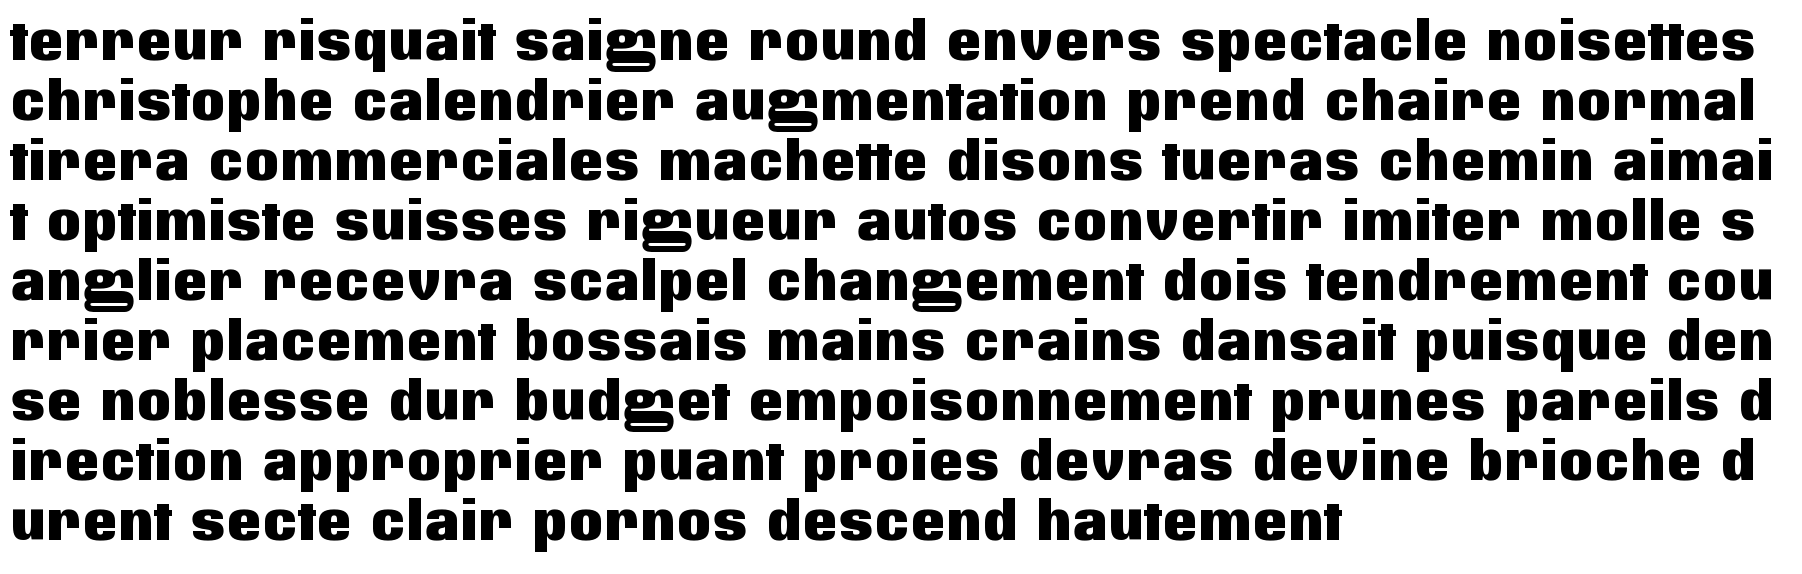 terreur risquait saigne round envers spectacle noisettes
christophe calendrier augmentation prend chaire normal
tirera commerciales machette disons tueras chemin aimai
t optimiste suisses rigueur autos convertir imiter molle s
anglier recevra scalpel changement dois tendrement cou
rrier placement bossais mains crains dansait puisque den
se noblesse dur budget empoisonnement prunes pareils d
irection approprier puant proies devras devine brioche d
urent secte clair pornos descend hautement